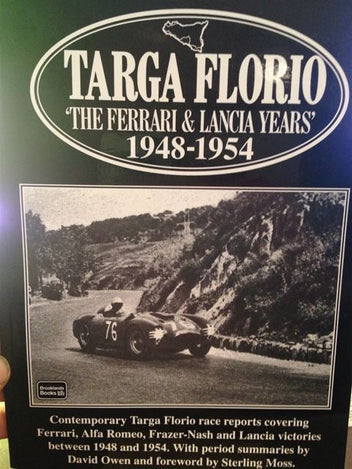 TARGA FLORIO
'THE FERRARI & LANCIA YEARS'
1948-1954
76
Brooklands
Books
Contemporary Targa Florio race reports covering
Ferrari, Alfa Romeo, Frazer-Nash and Lancia victories
between 1948 and 1954. With period summaries by
David Owen and foreword by Sterling Moss.